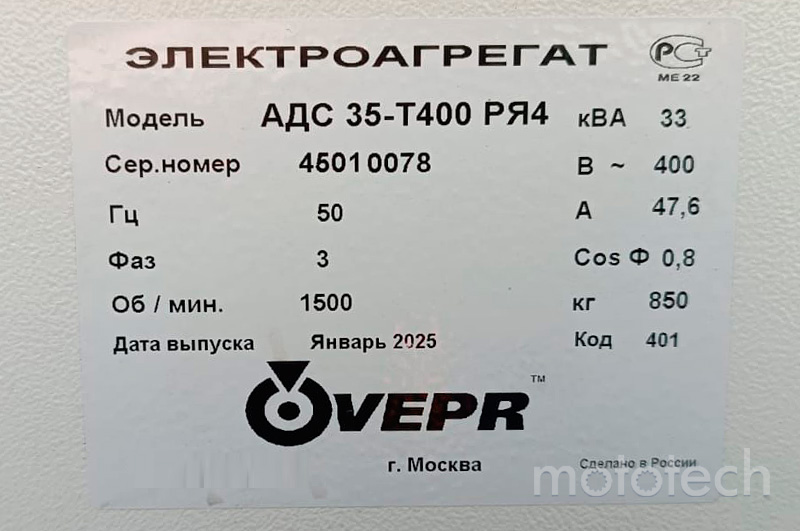 ЭЛЕКТРОАГРЕГАТ
РСТ
МЕ 22
Модель АДС 35-Т400 РЯ4 кВА 33
Сер.номер 45010078 В ~ 400
Гц 50 А 47,6
Фаз 3 Cos Ф 0,8
Об / мин. 1500 кг 850
Дата выпуска Январь 2025 Код 401
VEPR TM
г. Москва
Сделано в России
mototech